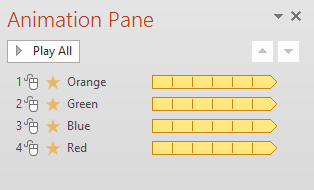 Animation Pane
Play All
1 Orange
2 Green
3 Blue
4 Red